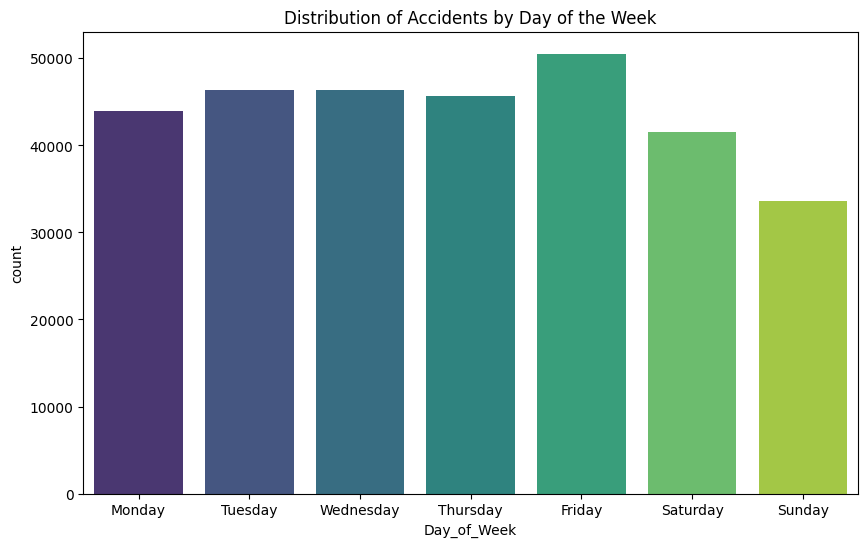 Distribution of Accidents by Day of the Week
50000
40000
30000
20000
10000
0
count
Monday Tuesday Wednesday Thursday Friday Saturday Sunday
Day_of_Week